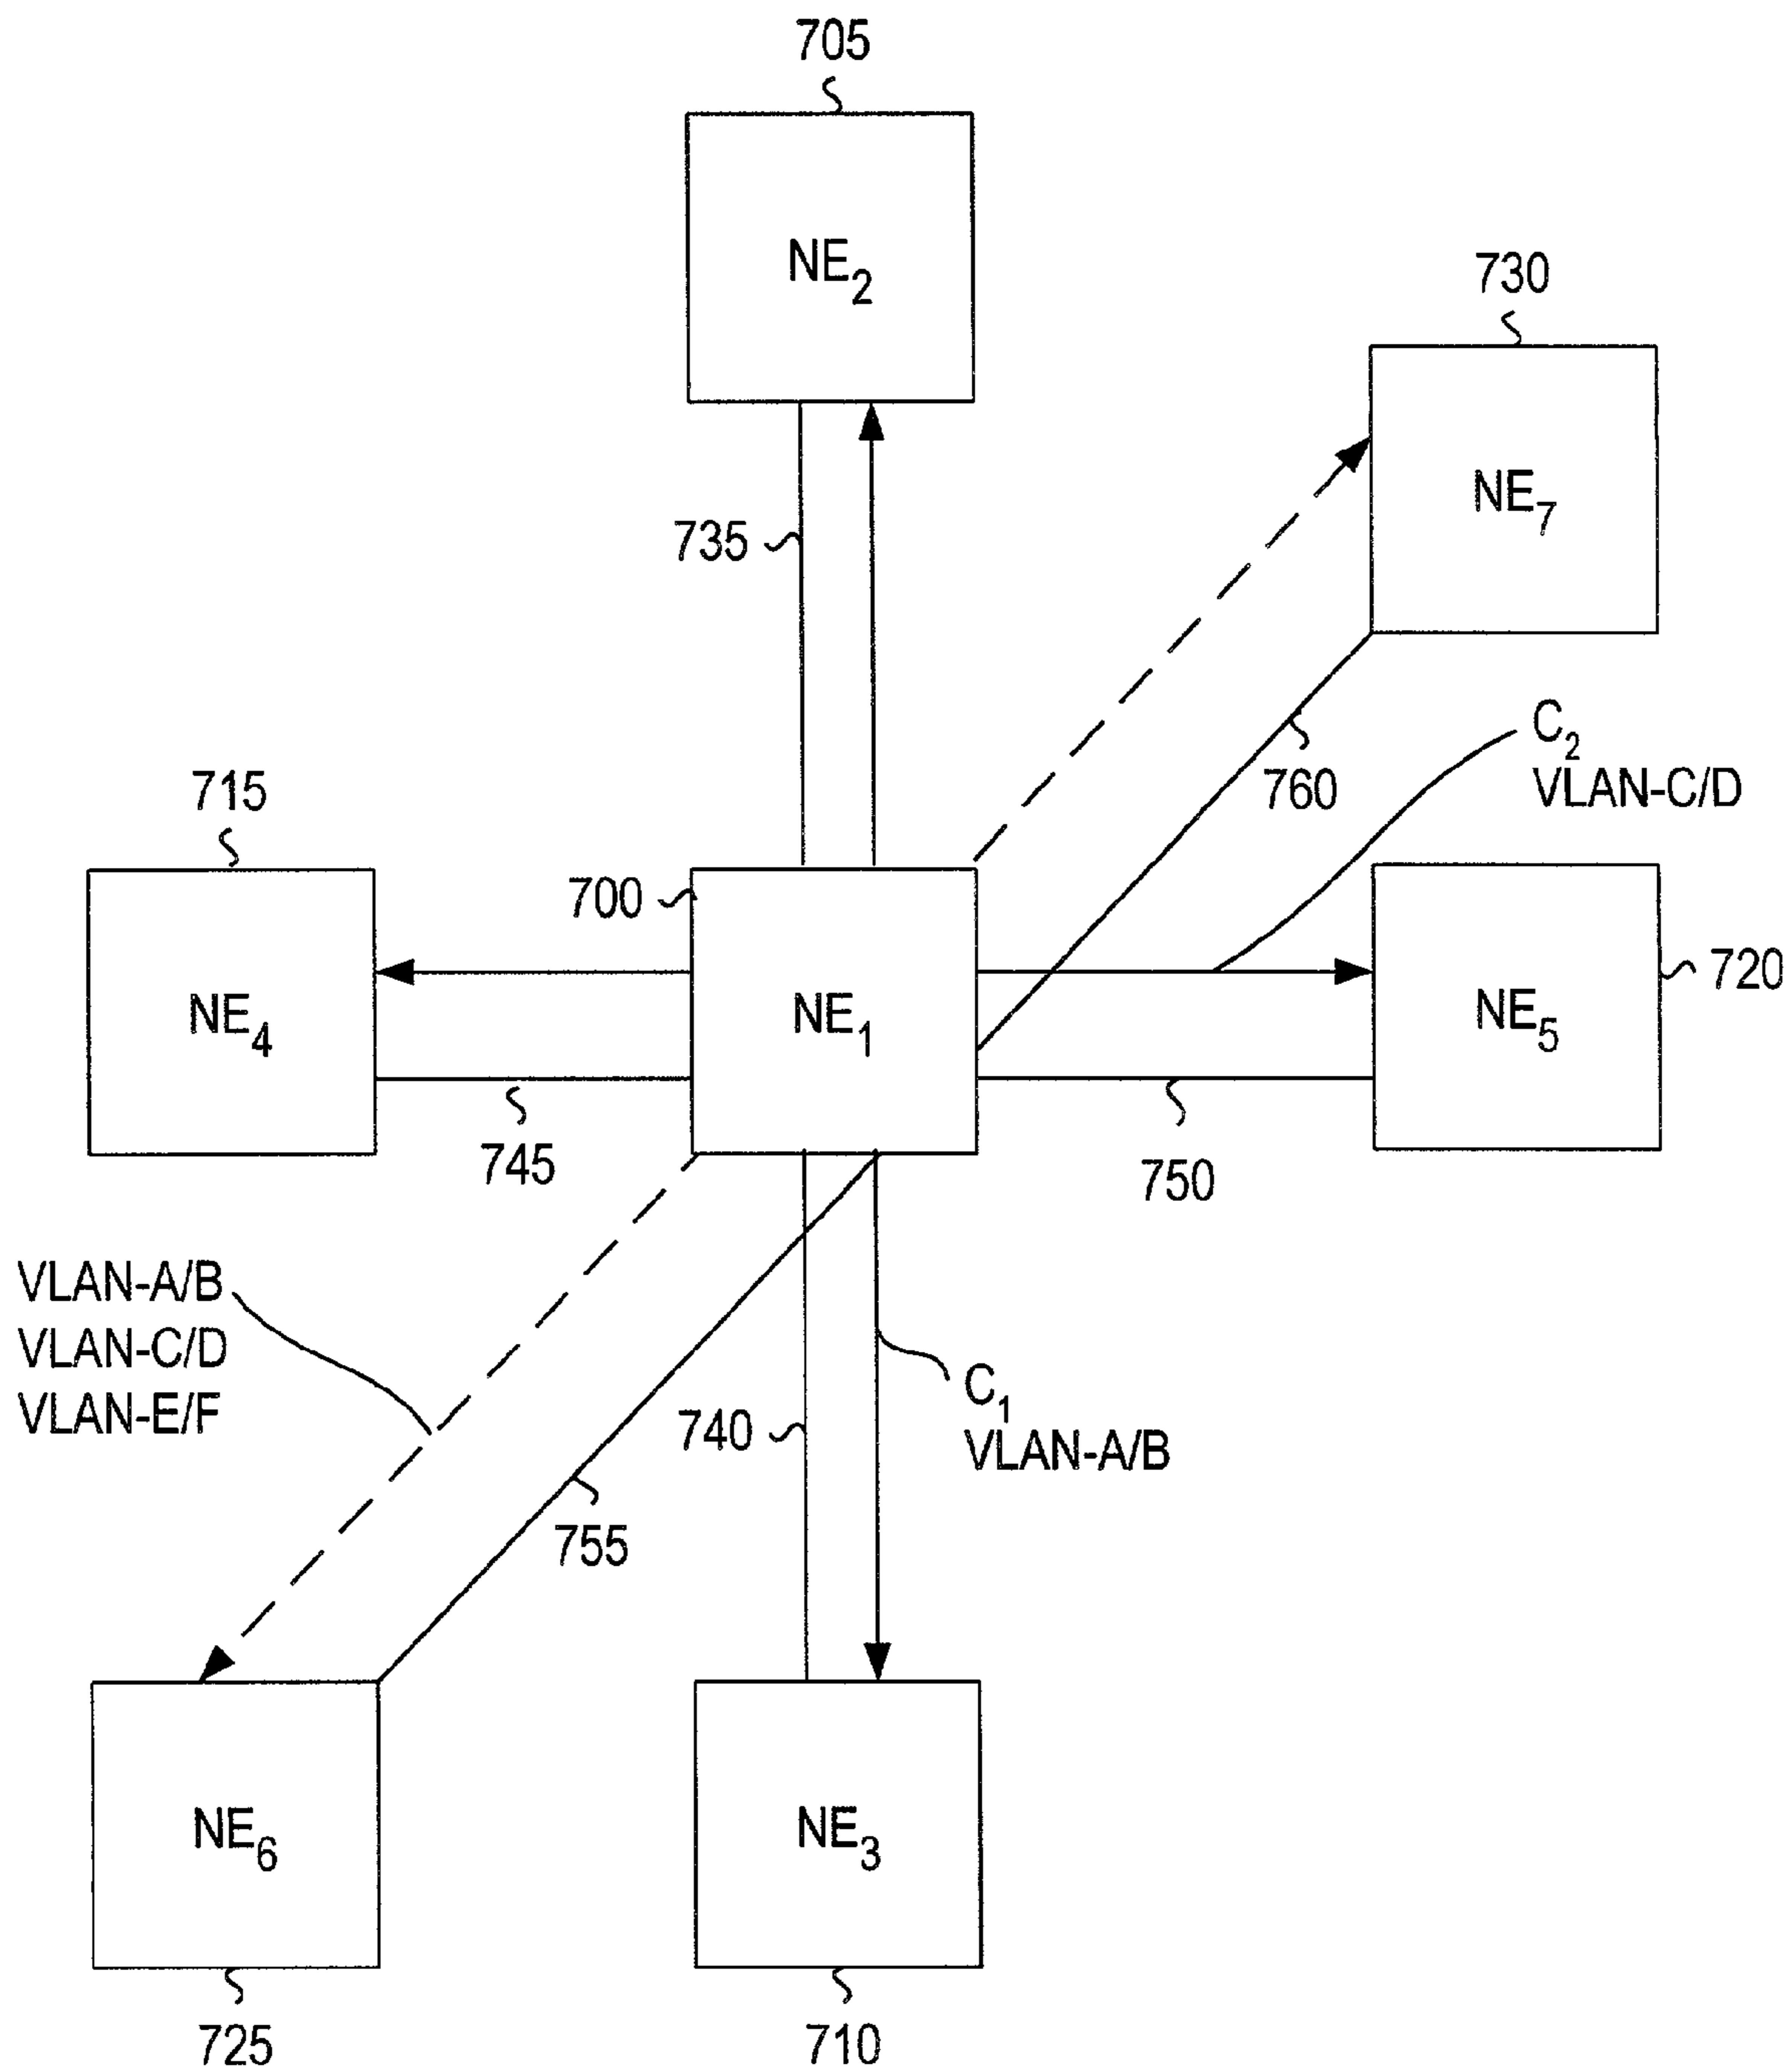 705
NE2
730
NE7
735
C2
VLAN-C/D
760
715
700
NE4
NE1
NE5
720
745
750
VLAN-A/B
VLAN-C/D
VLAN-E/F
C1
VLAN-A/B
740
755
NE6
NE3
725
710